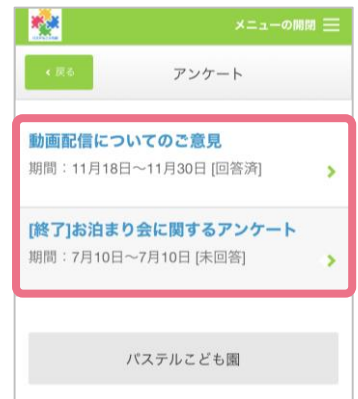 メニューの開閉
戻る
アンケート
動画配信についてのご意見
期間：11月18日～11月30日 [回答済]
[終了]お泊まり会に関するアンケート
期間：7月10日～7月10日 [未回答]
パステルこども園